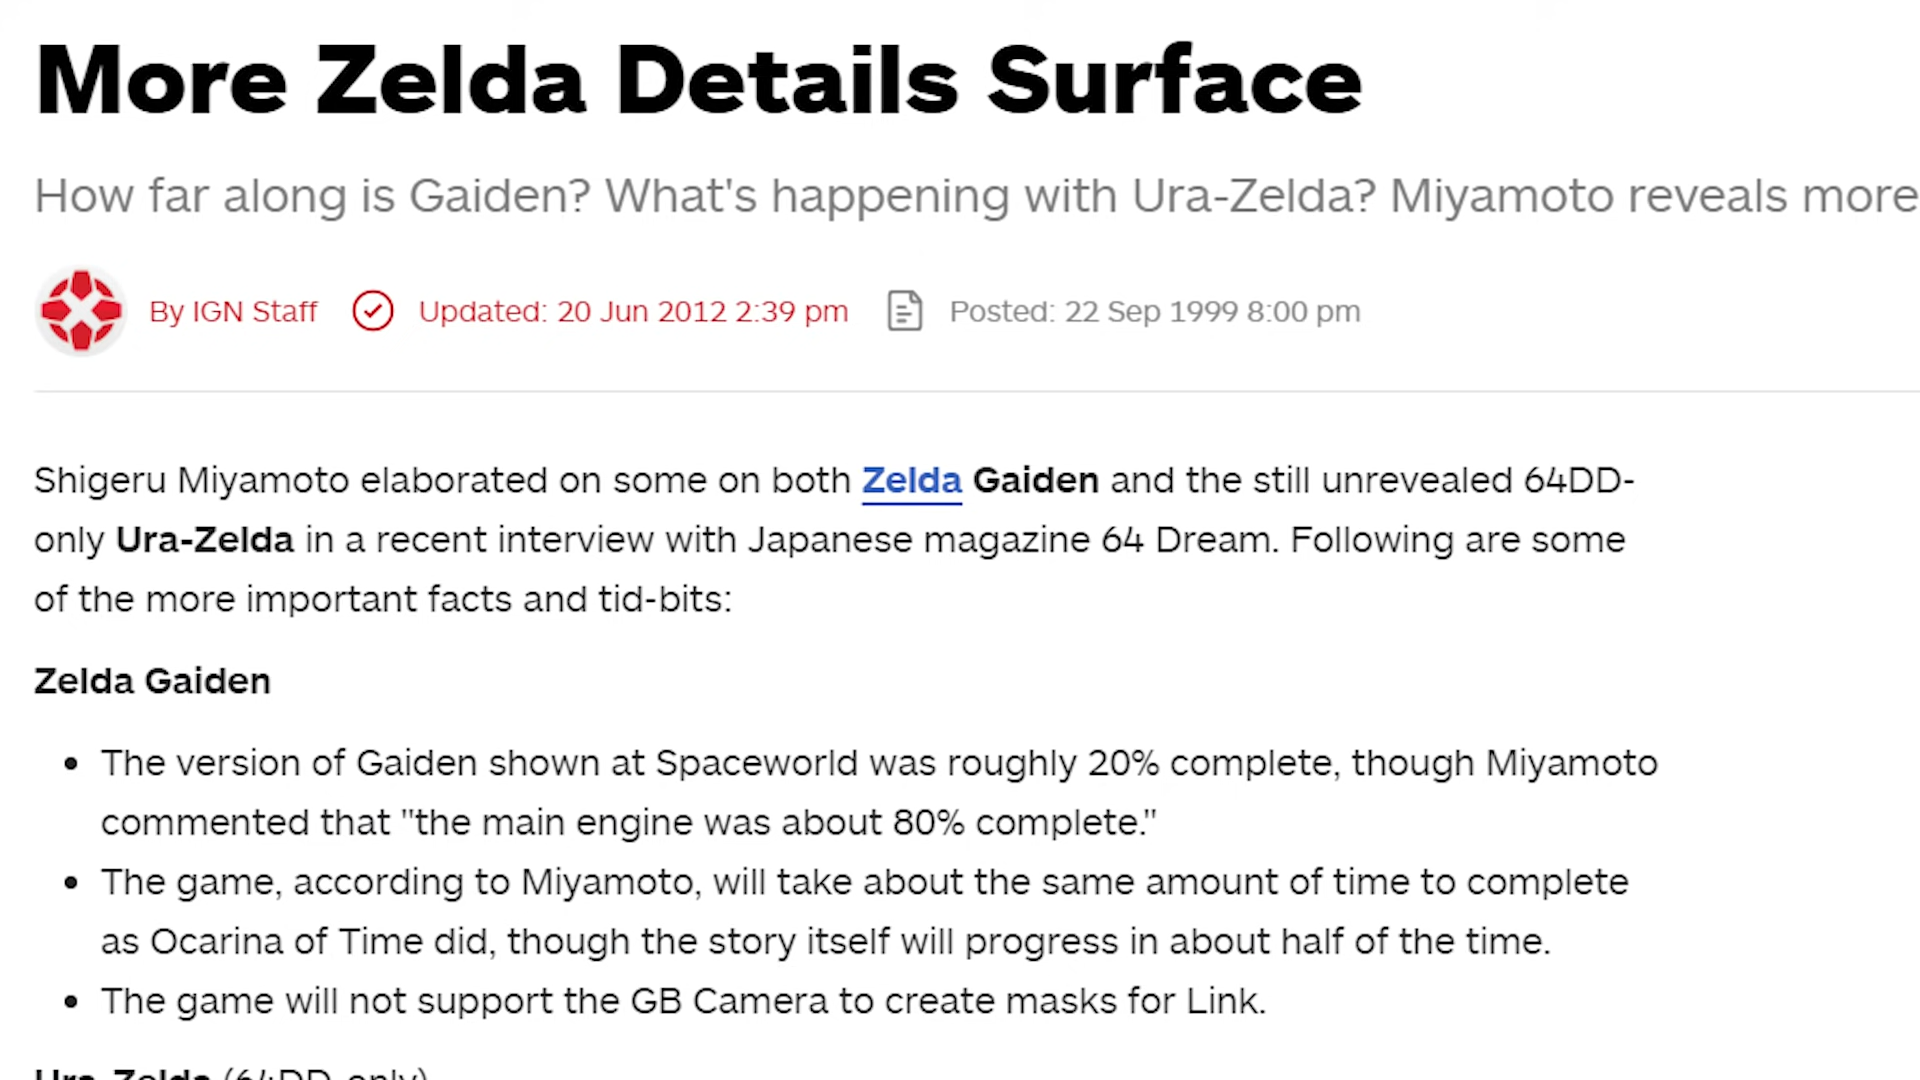 More Zelda Details Surface
How far along is Gaiden? What's happening with Ura-Zelda? Miyamoto reveals more
By IGN Staff Updated: 20 Jun 2012 2:39 pm Posted: 22 Sep 1999 8:00 pm
Shigeru Miyamoto elaborated on some on both Zelda Gaiden and the still unrevealed 64DD-
only Ura-Zelda in a recent interview with Japanese magazine 64 Dream. Following are some
of the more important facts and tid-bits:
Zelda Gaiden
• The version of Gaiden shown at Spaceworld was roughly 20% complete, though Miyamoto
commented that "the main engine was about 80% complete."
• The game, according to Miyamoto, will take about the same amount of time to complete
as Ocarina of Time did, though the story itself will progress in about half of the time.
• The game will not support the GB Camera to create masks for Link.
Ura-Zelda (64DD-only)